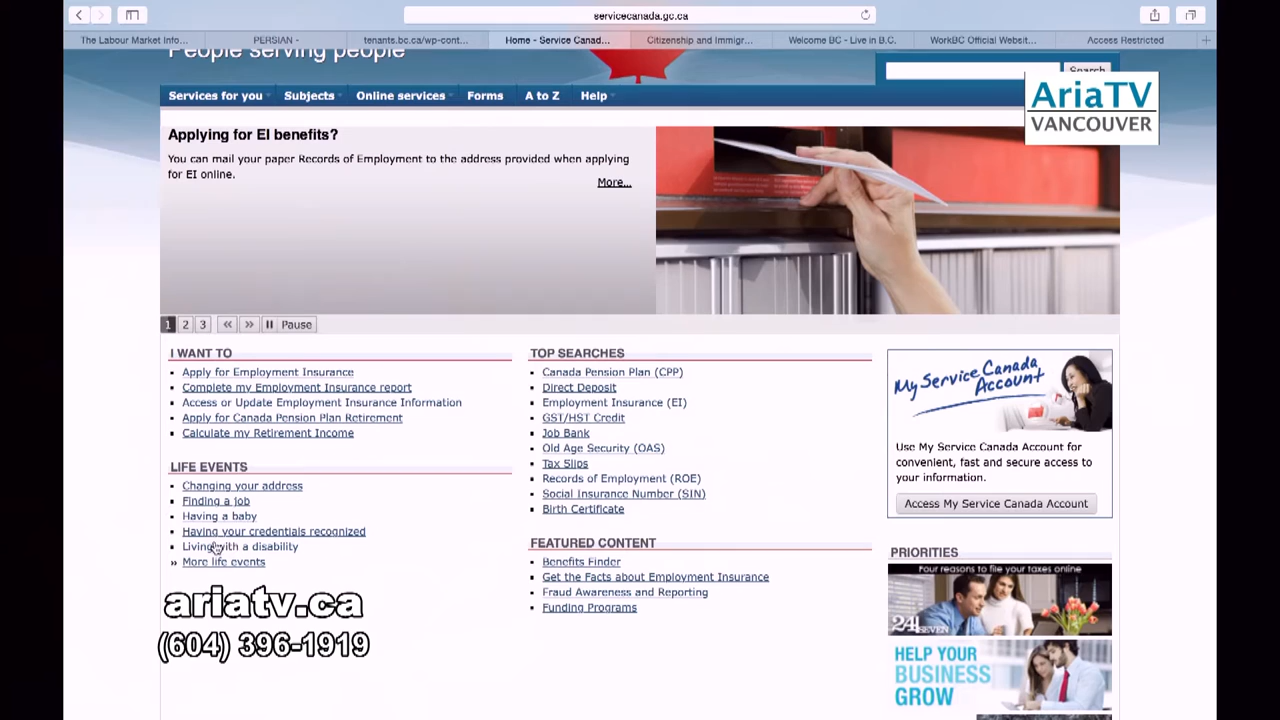 servicecanada.gc.ca
The Labour Market Info...
PERSIAN -
tenants.bc.ca/wp-cont...
Home - Service Canad...
Citizenship and Immigr...
Welcome BC - Live in B.C.
WorkBC Official Websit...
Access Restricted
People serving people
Search
AriaTV
VANCOUVER
Services for you
Subjects
Online services
Forms
A to Z
Help
Applying for EI benefits?
You can mail your paper Records of Employment to the address provided when applying
for EI online.
More...
1 2 3 Pause
I WANT TO
Apply for Employment Insurance
Complete my Employment Insurance report
Access or Update Employment Insurance Information
Apply for Canada Pension Plan Retirement
Calculate my Retirement Income
LIFE EVENTS
Changing your address
Finding a job
Having a baby
Having your credentials recognized
Living with a disability
More life events
ariatv.ca
(604) 396-1919
TOP SEARCHES
Canada Pension Plan (CPP)
Direct Deposit
Employment Insurance (EI)
GST/HST Credit
Job Bank
Old Age Security (OAS)
Tax Slips
Records of Employment (ROE)
Social Insurance Number (SIN)
Birth Certificate
FEATURED CONTENT
Benefits Finder
Get the Facts about Employment Insurance
Fraud Awareness and Reporting
Funding Programs
My Service Canada
Account
Use My Service Canada Account for
convenient, fast and secure access to
your information.
Access My Service Canada Account
PRIORITIES
Four reasons to file your taxes online
24 SEVEN
HELP YOUR
BUSINESS
GROW